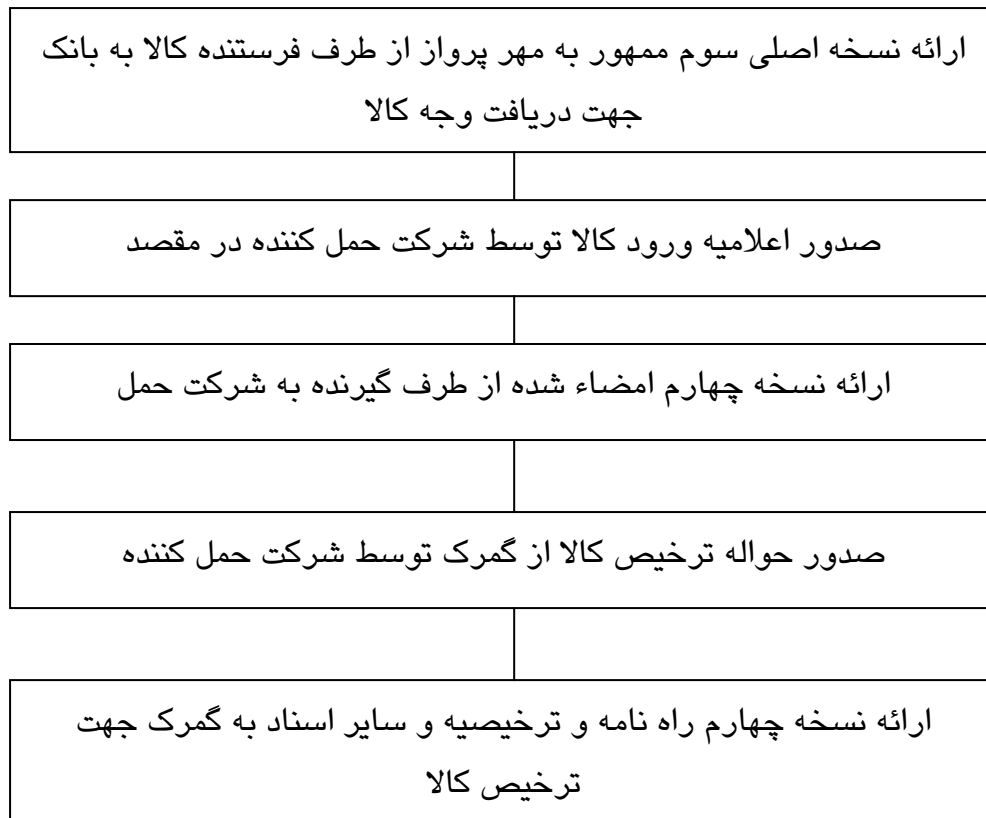 ارائه نسخه اصلی سوم ممهور به مهر پرواز از طرف فرستنده کالا به بانک
جهت دریافت وجه کالا
صدور اعلامیه ورود کالا توسط شرکت حمل کننده در مقصد
ارائه نسخه چهارم امضاء شده از طرف گیرنده به شرکت حمل
صدور حواله ترخیص کالا از گمرک توسط شرکت حمل کننده
ارائه نسخه چهارم راه نامه و ترخیصیه و سایر اسناد به گمرک جهت
ترخیص کالا